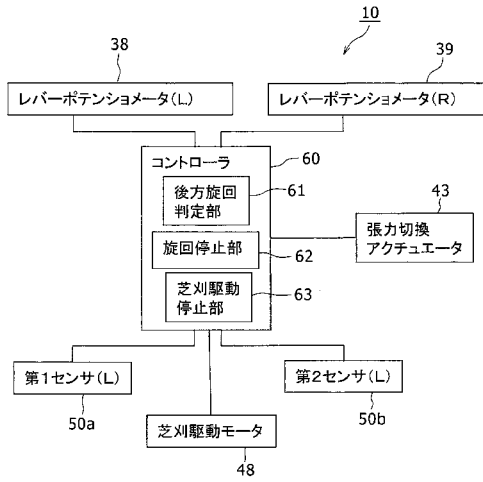 10
38
39
レバーポテンショメータ(L)
レバーポテンショメータ(R)
コントローラ
60
後方旋回
判定部
61
43
張力切換
アクチュエータ
旋回停止部
62
芝刈駆動
停止部
63
第1センサ(L)
第2センサ(L)
50a
50b
芝刈駆動モータ
48